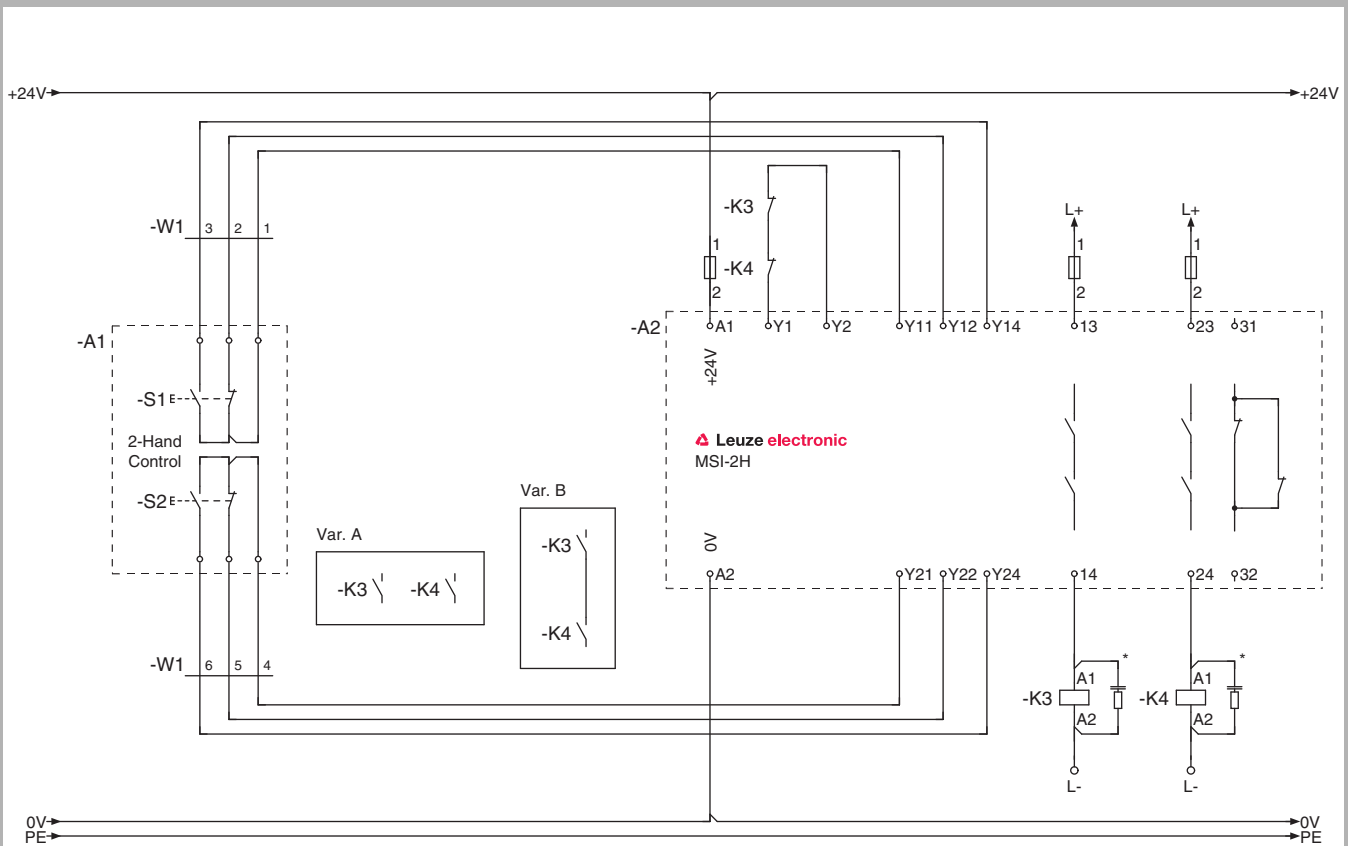 +24V +24V
-W1 3 2 1
-K3
L+ L+
1 1 1
-K4
2 2 2
-A1
-A2 A1 Y1 Y2 Y11 Y12 Y14 13 23 31
+24V
-S1
2-Hand
Control
Leuze electronic
MSI-2H
-S2
Var. B
-K3
-K4
Var. A
-K3 -K4
0V
A2 Y21 Y22 Y24 14 24 32
-W1 6 5 4
* *
A1 A1
-K3 -K4
A2 A2
L- L-
0V 0V
PE PE